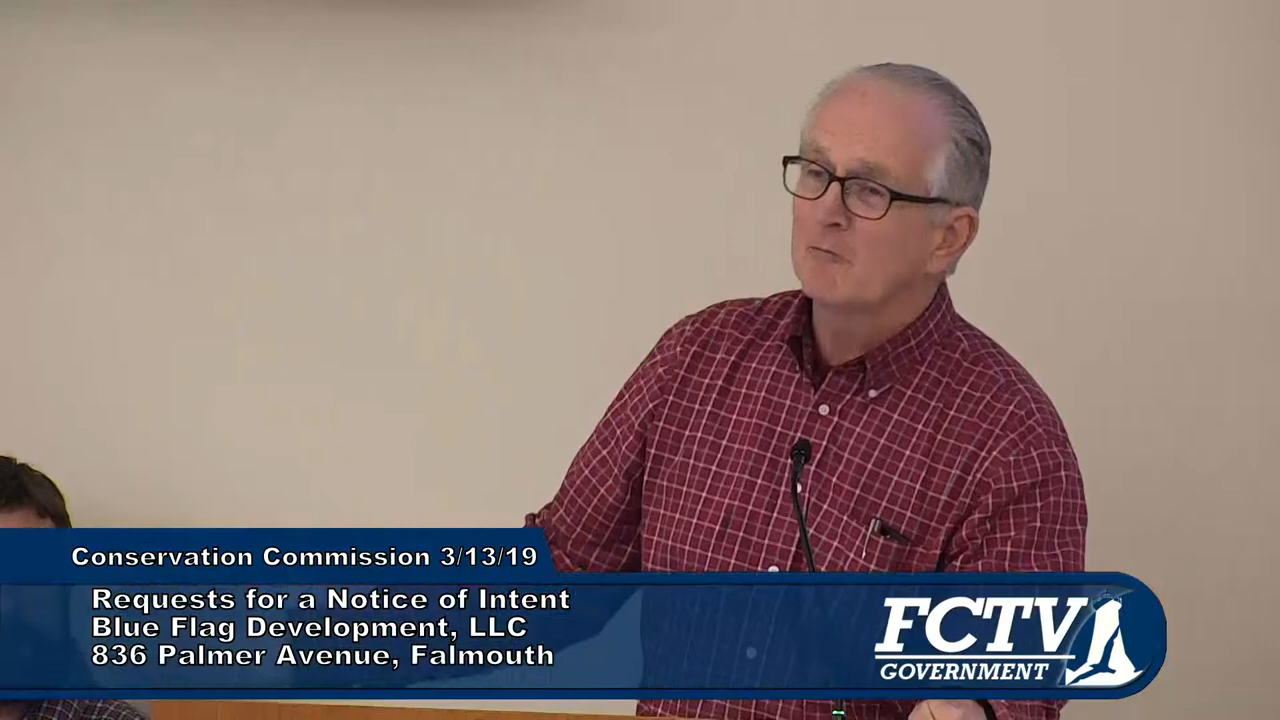 Conservation Commission 3/13/19
Requests for a Notice of Intent
Blue Flag Development, LLC
836 Palmer Avenue, Falmouth
FCTV
GOVERNMENT